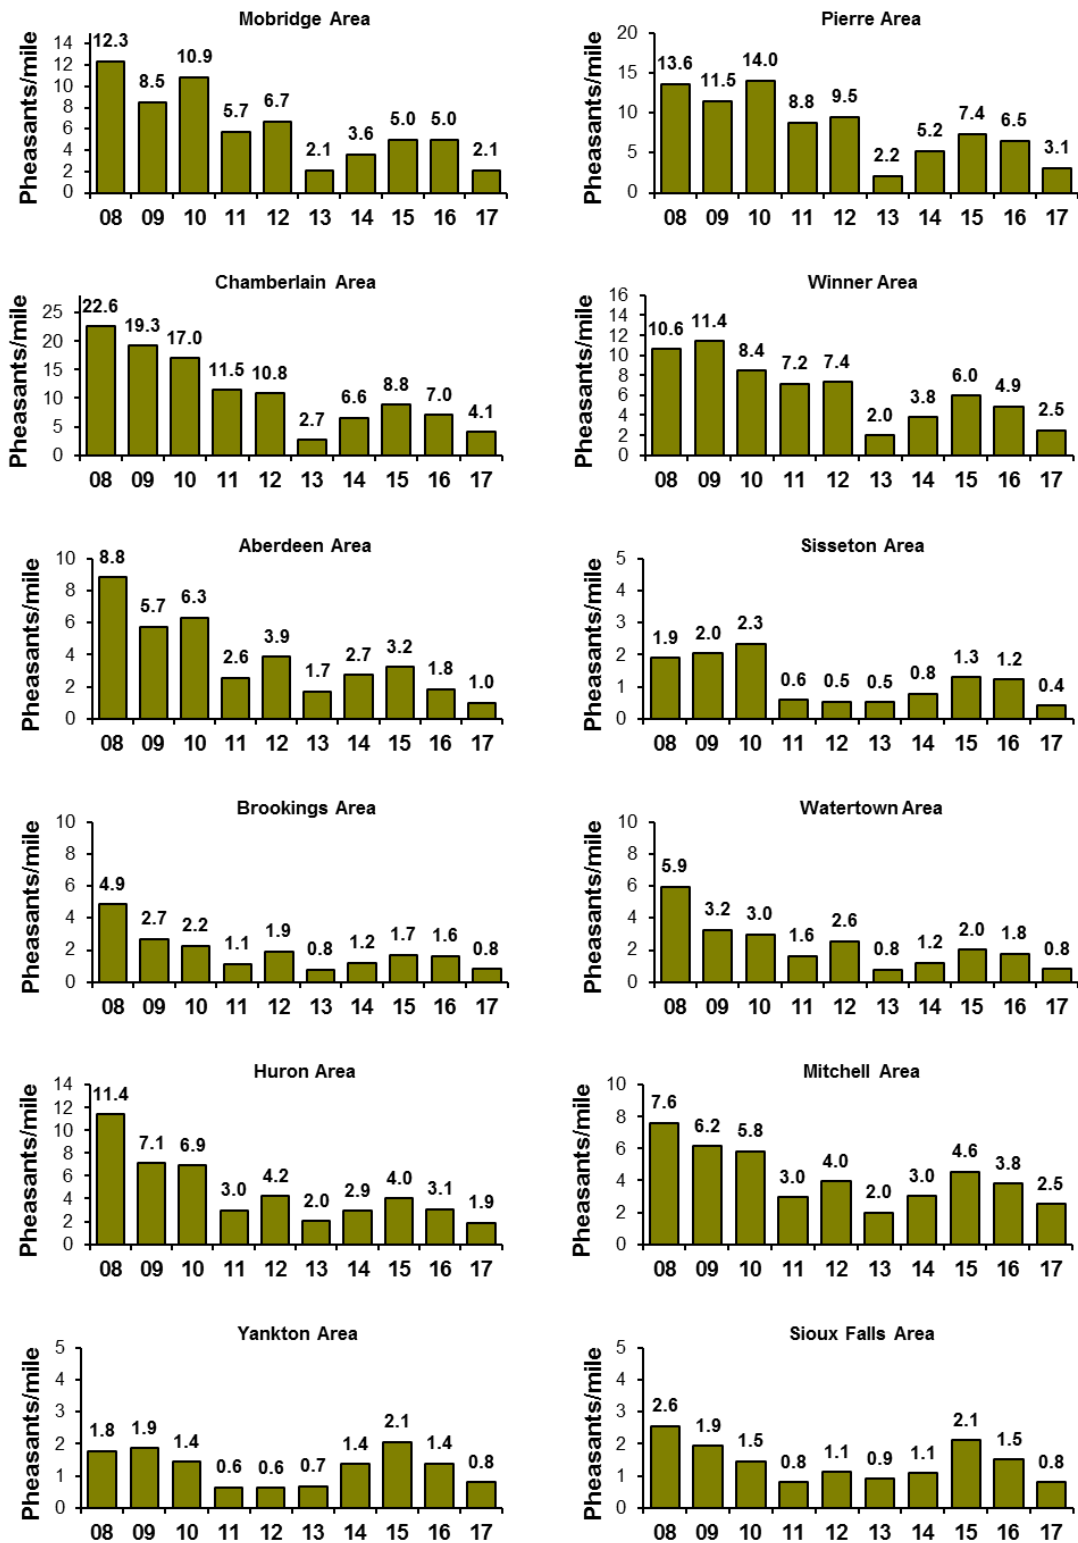 Mobridge Area
Pheasants/mile
14
12
10
8
6
4
2
0
12.3 8.5 10.9 5.7 6.7 2.1 3.6 5.0 5.0 2.1
08 09 10 11 12 13 14 15 16 17
Pierre Area
Pheasants/mile
20
15
10
5
0
13.6 11.5 14.0 8.8 9.5 2.2 5.2 7.4 6.5 3.1
08 09 10 11 12 13 14 15 16 17
Chamberlain Area
Pheasants/mile
25
20
15
10
5
0
22.6 19.3 17.0 11.5 10.8 2.7 6.6 8.8 7.0 4.1
08 09 10 11 12 13 14 15 16 17
Winner Area
Pheasants/mile
16
14
12
10
8
6
4
2
0
10.6 11.4 8.4 7.2 7.4 2.0 3.8 6.0 4.9 2.5
08 09 10 11 12 13 14 15 16 17
Aberdeen Area
Pheasants/mile
10
8
6
4
2
0
8.8 5.7 6.3 2.6 3.9 1.7 2.7 3.2 1.8 1.0
08 09 10 11 12 13 14 15 16 17
Sisseton Area
Pheasants/mile
5
4
3
2
1
0
1.9 2.0 2.3 0.6 0.5 0.5 0.8 1.3 1.2 0.4
08 09 10 11 12 13 14 15 16 17
Brookings Area
Pheasants/mile
10
8
6
4
2
0
4.9 2.7 2.2 1.1 1.9 0.8 1.2 1.7 1.6 0.8
08 09 10 11 12 13 14 15 16 17
Watertown Area
Pheasants/mile
10
8
6
4
2
0
5.9 3.2 3.0 1.6 2.6 0.8 1.2 2.0 1.8 0.8
08 09 10 11 12 13 14 15 16 17
Huron Area
Pheasants/mile
14
12
10
8
6
4
2
0
11.4 7.1 6.9 3.0 4.2 2.0 2.9 4.0 3.1 1.9
08 09 10 11 12 13 14 15 16 17
Mitchell Area
Pheasants/mile
10
8
6
4
2
0
7.6 6.2 5.8 3.0 4.0 2.0 3.0 4.6 3.8 2.5
08 09 10 11 12 13 14 15 16 17
Yankton Area
Pheasants/mile
5
4
3
2
1
0
1.8 1.9 1.4 0.6 0.6 0.7 1.4 2.1 1.4 0.8
08 09 10 11 12 13 14 15 16 17
Sioux Falls Area
Pheasants/mile
5
4
3
2
1
0
2.6 1.9 1.5 0.8 1.1 0.9 1.1 2.1 1.5 0.8
08 09 10 11 12 13 14 15 16 17